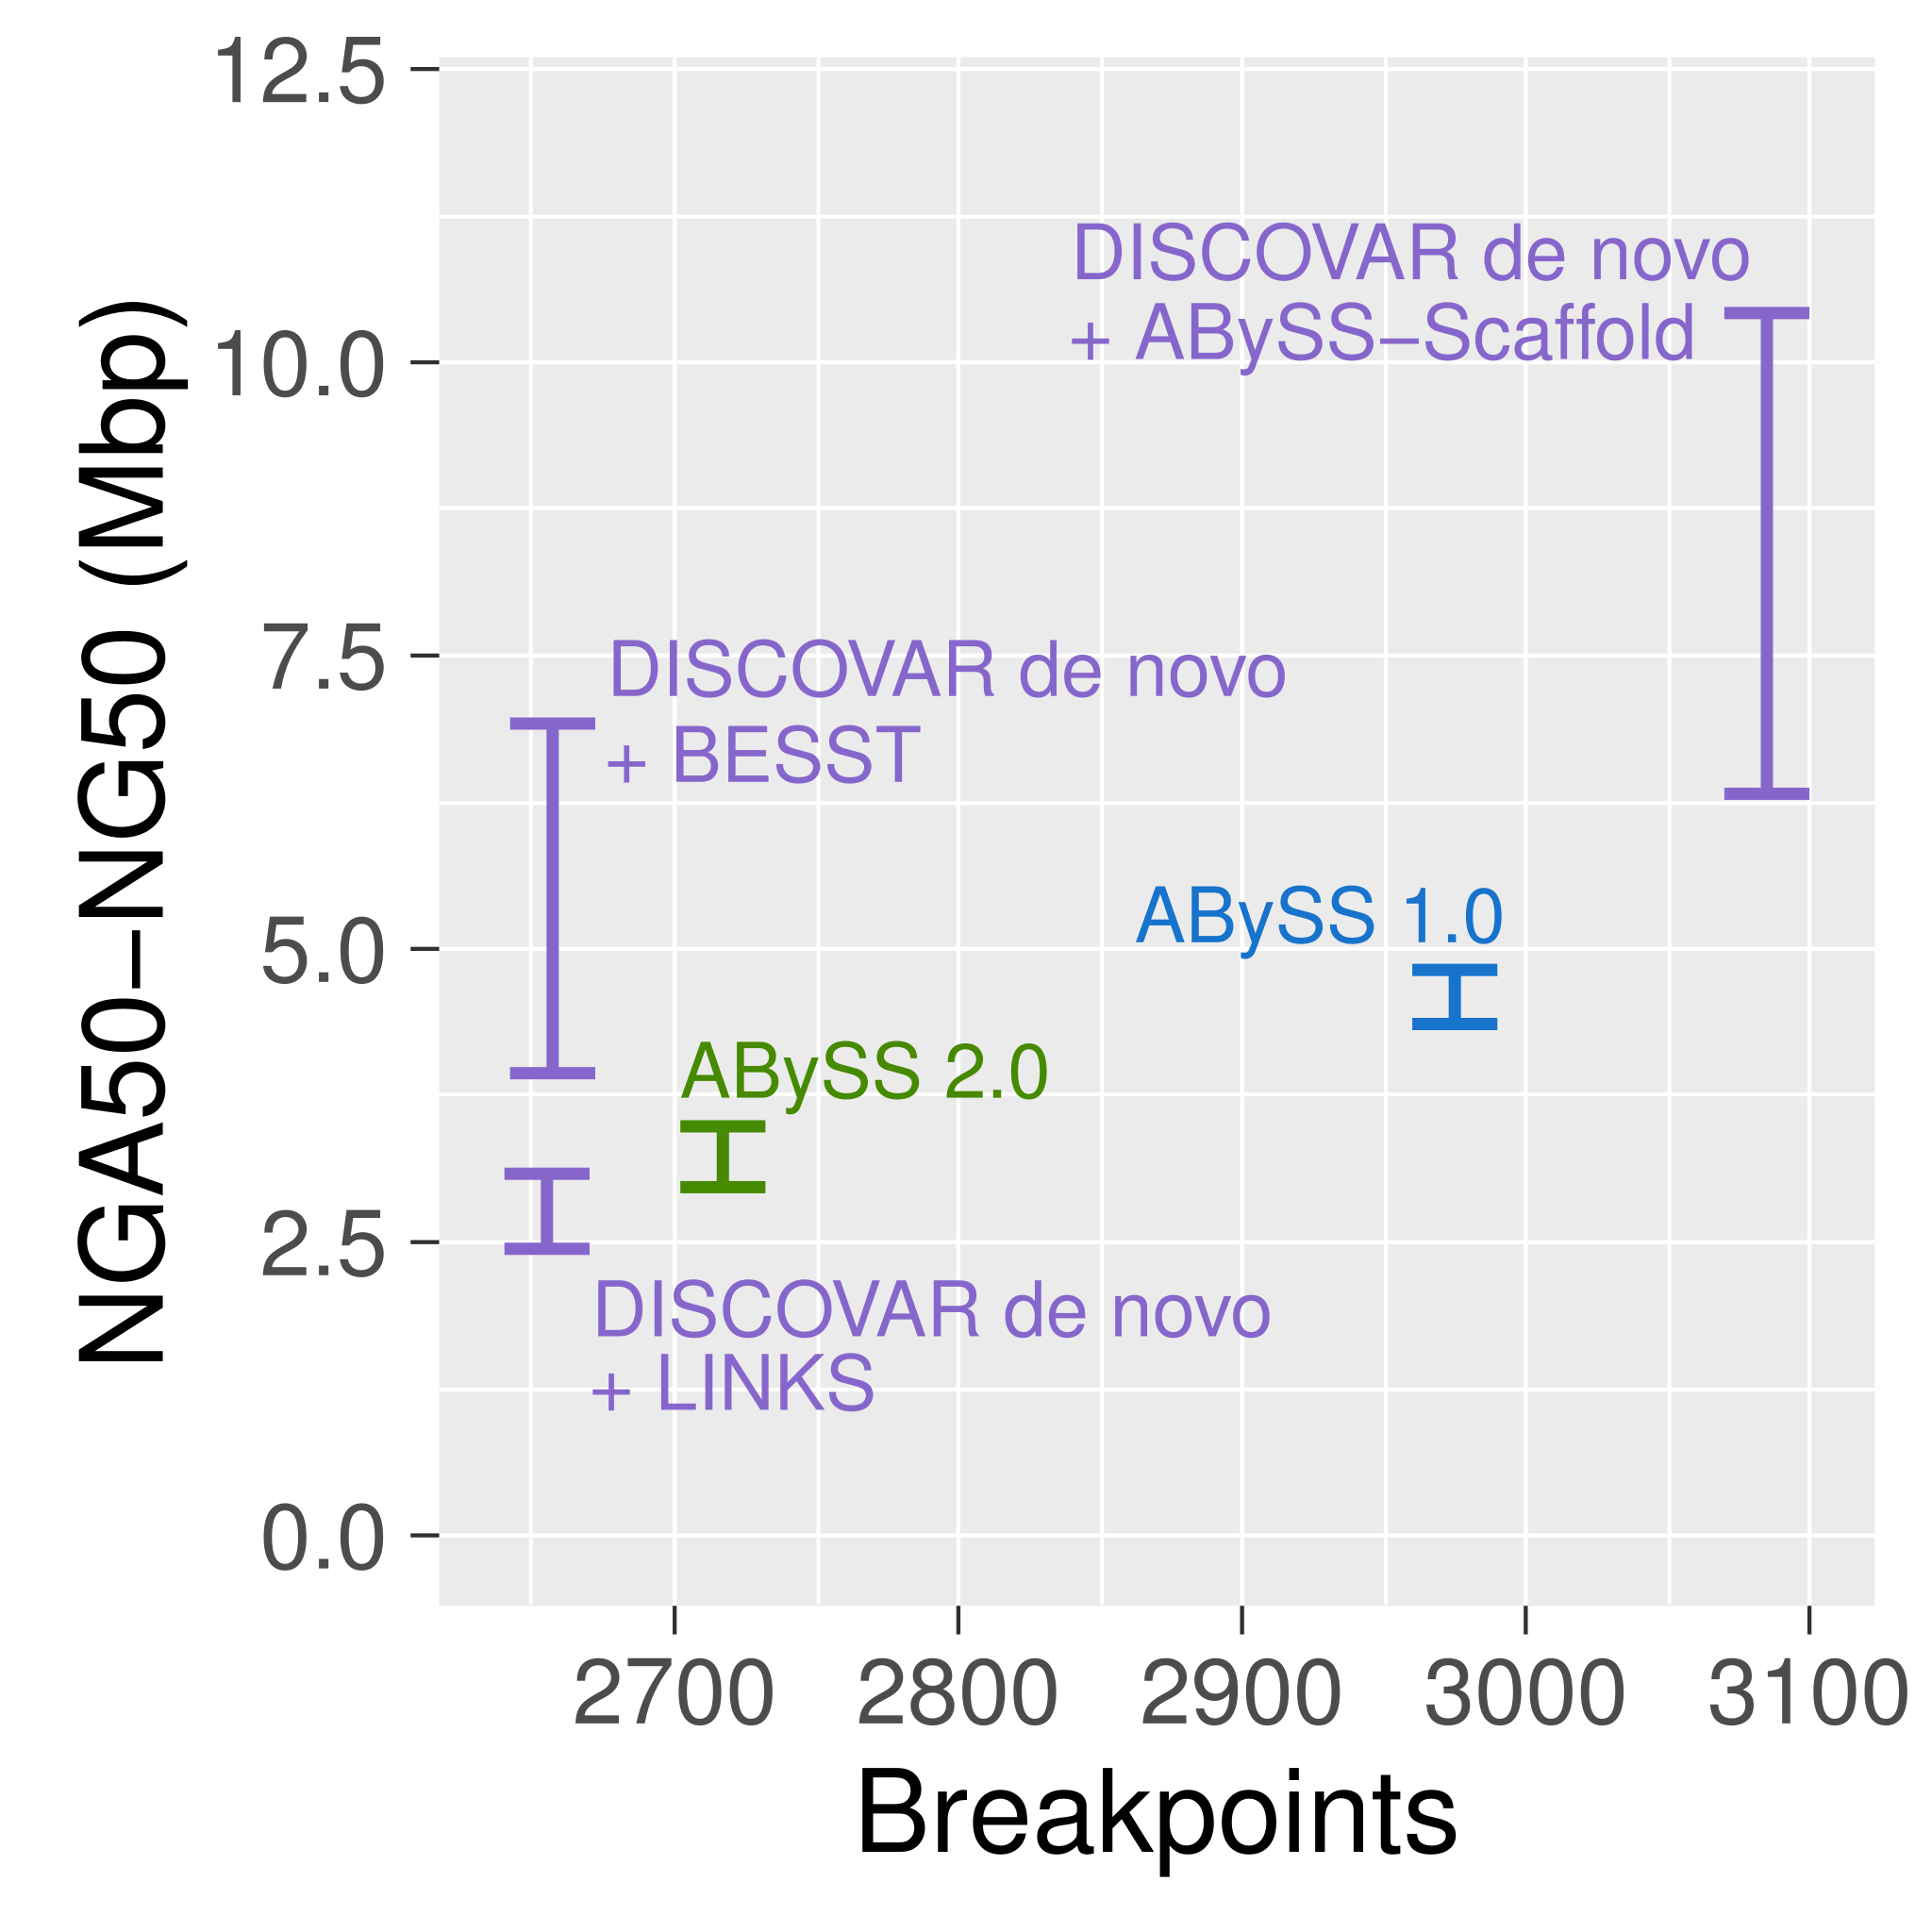 NGA50−NG50 (Mbp)
12.5
10.0
7.5
5.0
2.5
0.0
DISCOVAR de novo
+ ABySS−Scaffold
DISCOVAR de novo
+ BESST
ABySS 1.0
ABySS 2.0
DISCOVAR de novo
+ LINKS
2700 2800 2900 3000 3100
Breakpoints